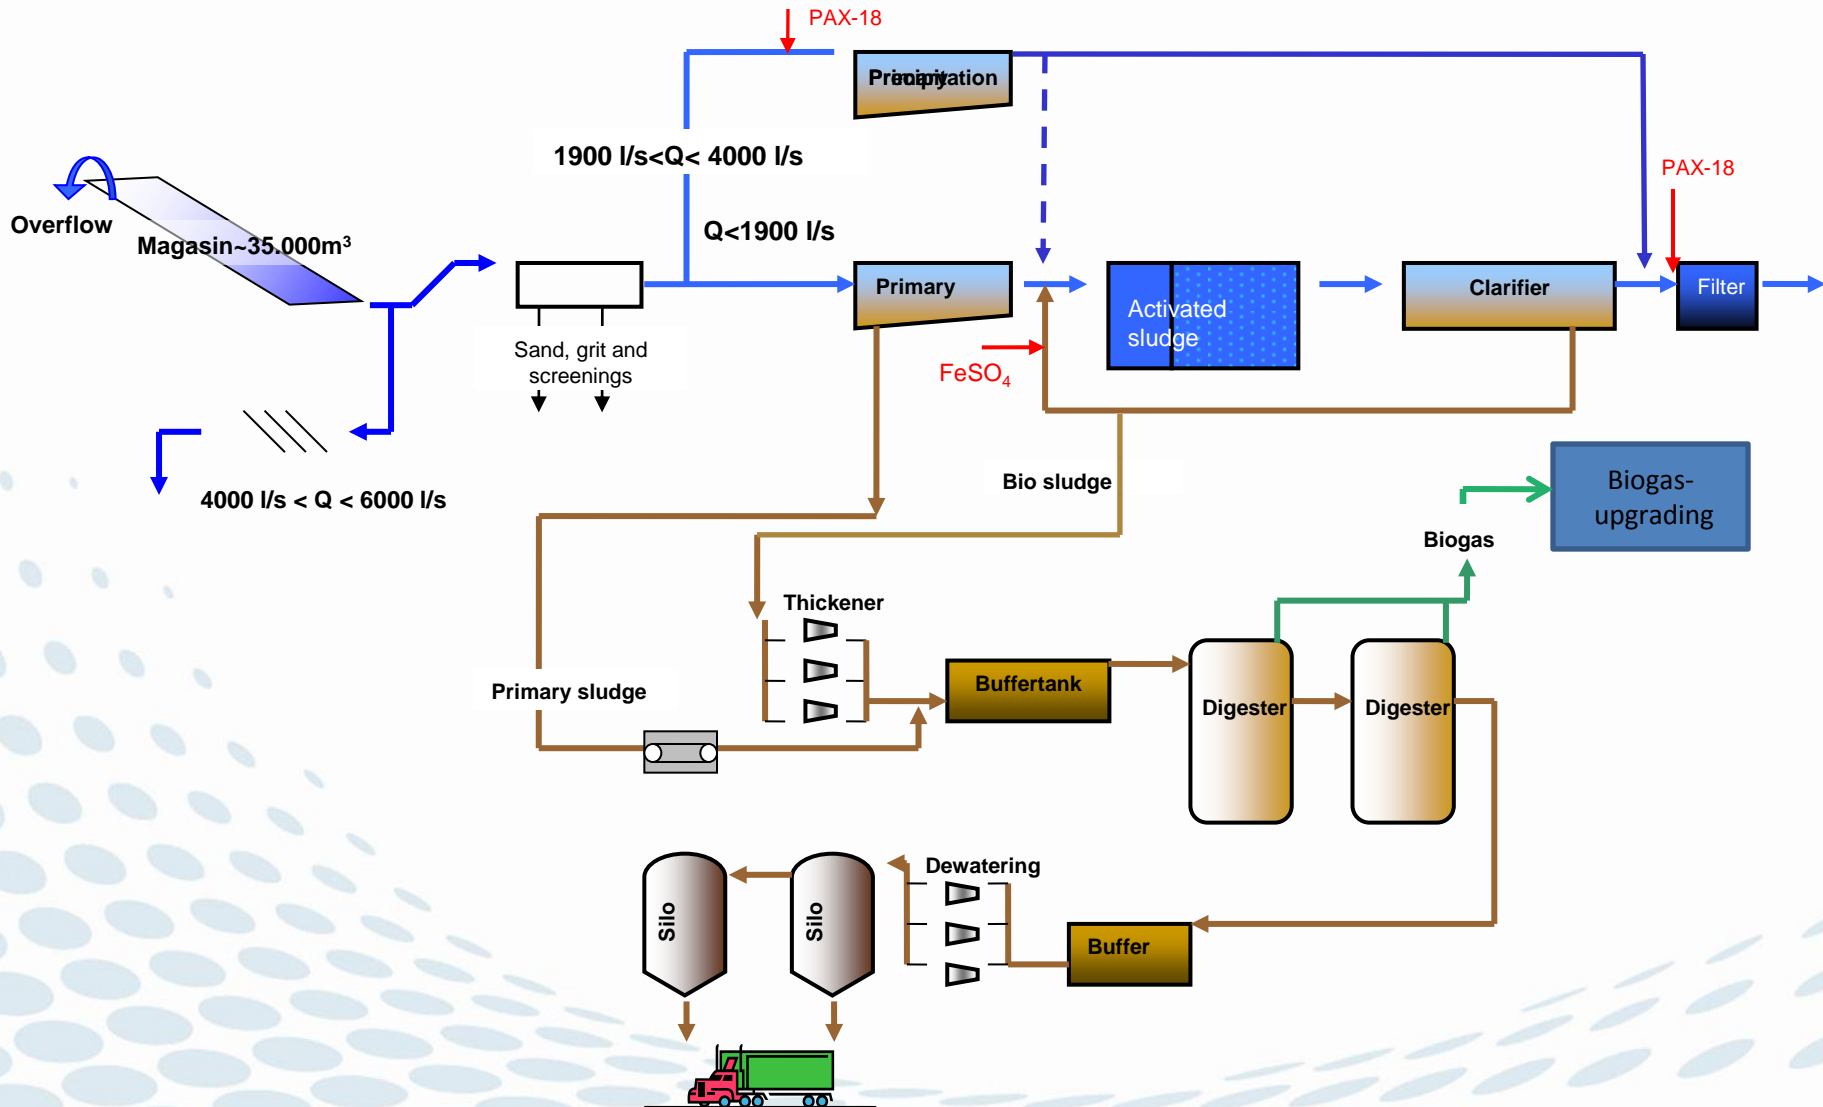 PAX-18
Primary
Precipitation
1900 l/s<Q< 4000 l/s
PAX-18
Overflow
Magasin~35.000m³
Q<1900 l/s
Primary
Activated
sludge
Clarifier
Filter
Sand, grit and
screenings
FeSO₄
4000 l/s < Q < 6000 l/s
Bio sludge
Biogas-
upgrading
Biogas
Thickener
Primary sludge
Buffertank
Digester
Digester
Dewatering
Silo
Silo
Buffer